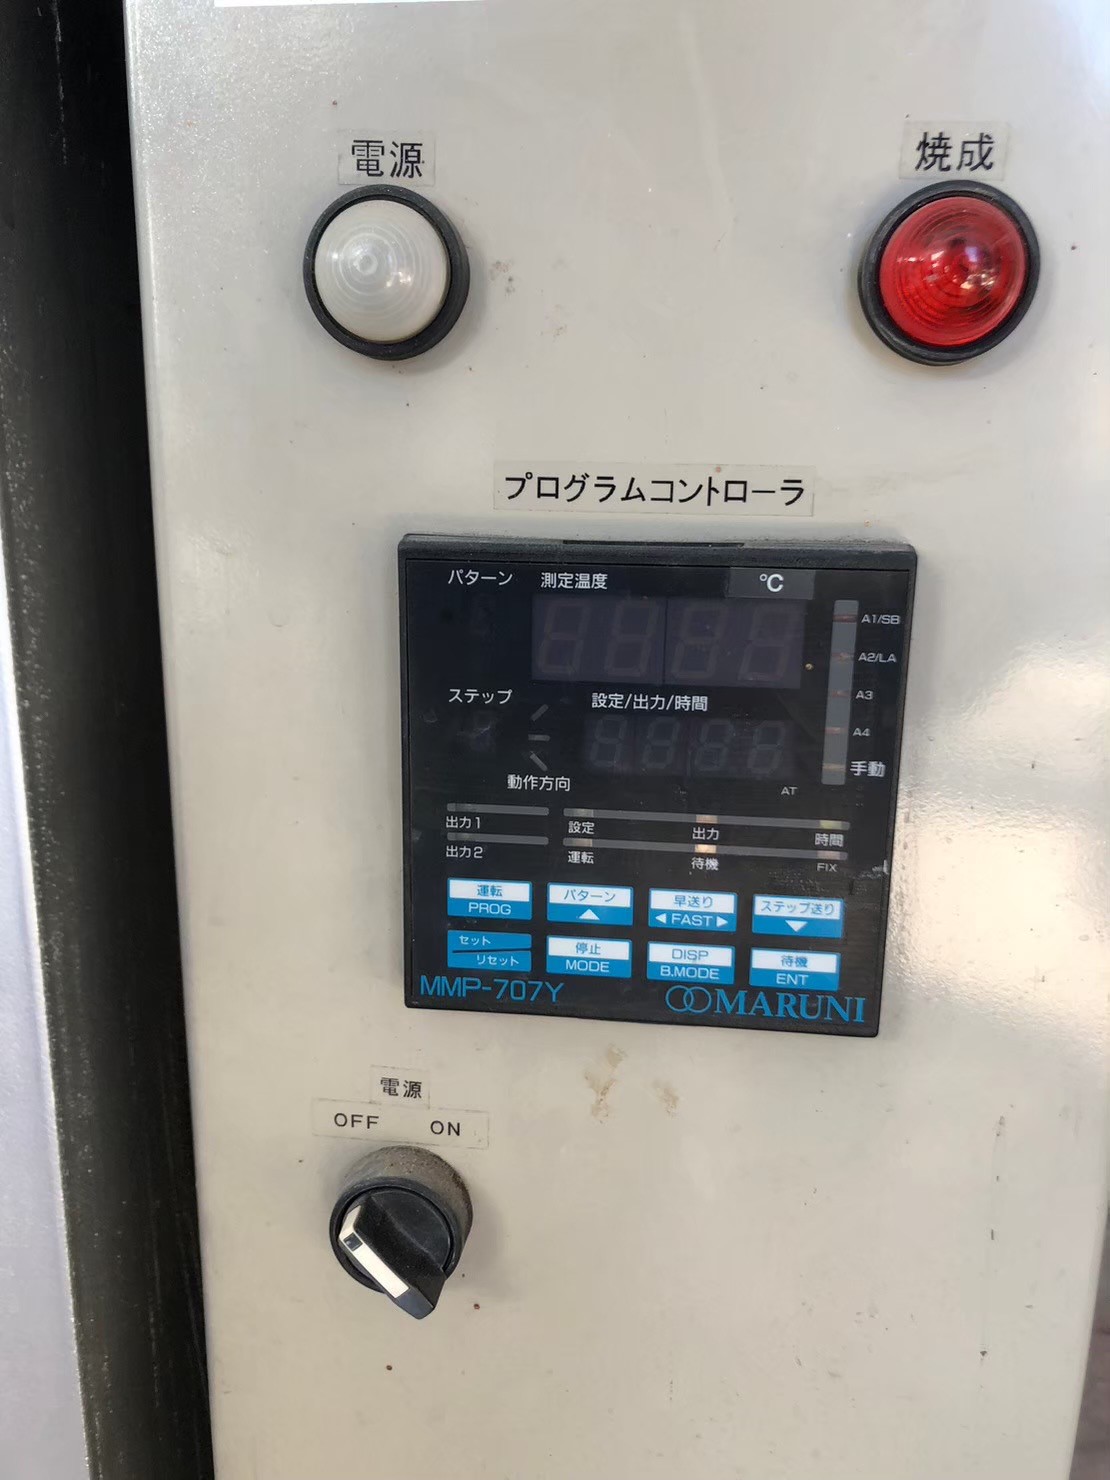 電源
焼成
プログラムコントローラ
パターン 測定温度 ℃
A1/SB
A2/LA
A3
ステップ 設定/出力/時間
A4
手動
動作方向
AT
出力1 設定 出力 時間
出力2 運転 待機 FIX
運転 パターン 早送り ステップ送り
PROG ▲ ◀ FAST ▶ ▼
セット 停止 DISP 待機
リセット MODE B.MODE ENT
MMP-707Y MARUNI
電源
OFF ON